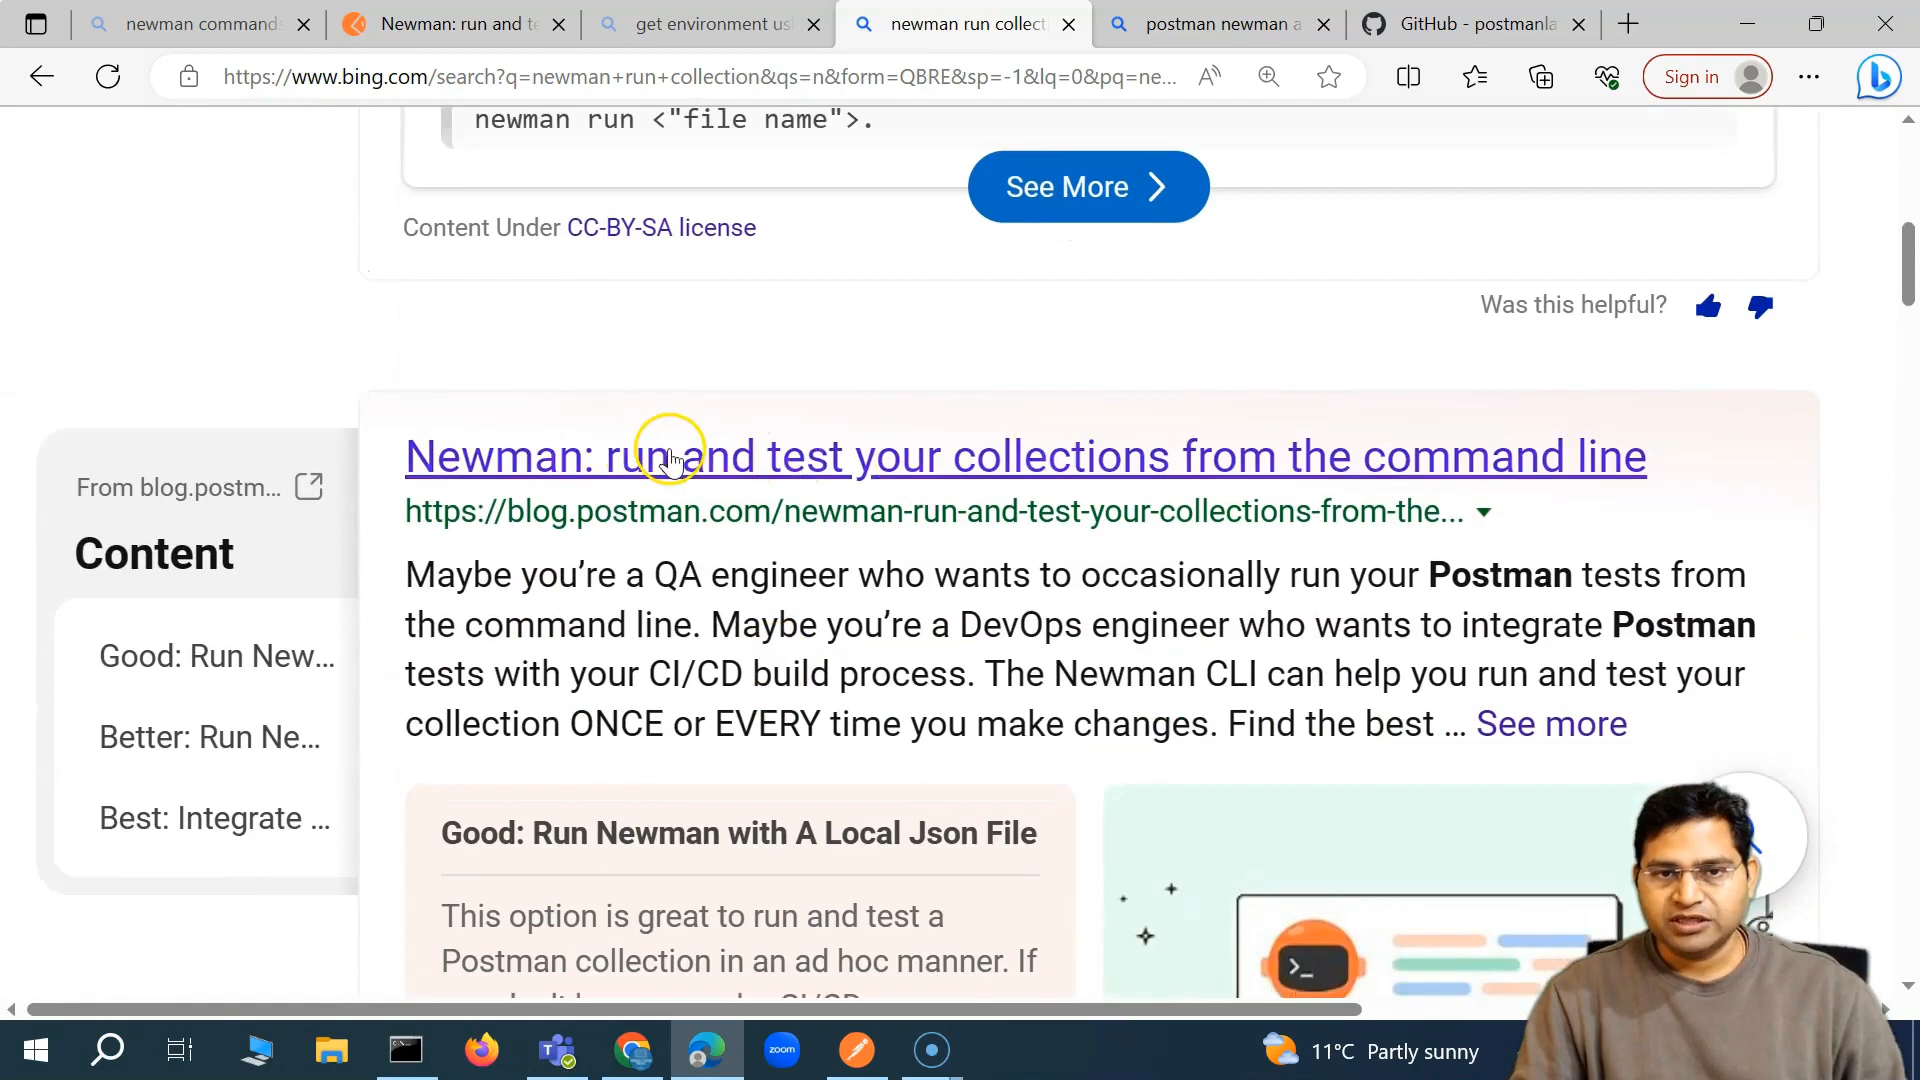 newman commands
Newman: run and te
get environment us
newman run collecti
postman newman a
GitHub - postmanla
https://www.bing.com/search?q=newman+run+collection&qs=n&form=QBRE&sp=-1&lq=0&pq=ne...
Sign in
newman run <"file name">.
See More
Content Under CC-BY-SA license
Was this helpful?
Newman: run and test your collections from the command line
https://blog.postman.com/newman-run-and-test-your-collections-from-the...
From blog.postm...
Content
Good: Run New...
Better: Run Ne...
Best: Integrate ...
Maybe you’re a QA engineer who wants to occasionally run your Postman tests from
the command line. Maybe you’re a DevOps engineer who wants to integrate Postman
tests with your CI/CD build process. The Newman CLI can help you run and test your
collection ONCE or EVERY time you make changes. Find the best ... See more
Good: Run Newman with A Local Json File
This option is great to run and test a
Postman collection in an ad hoc manner. If
zoom
11°C Partly sunny